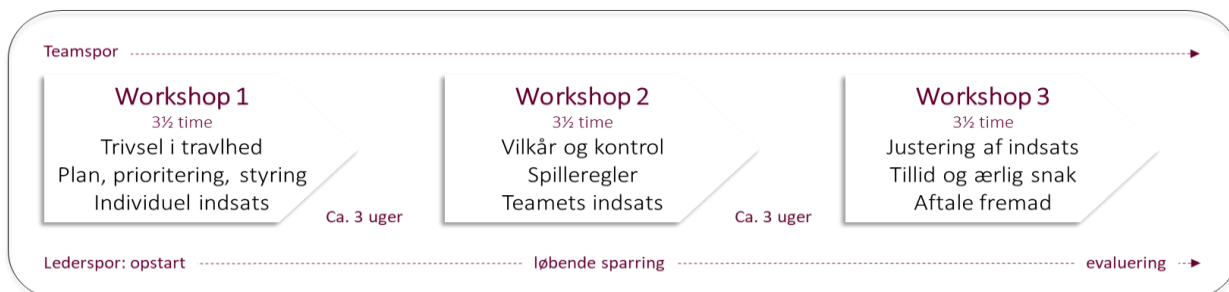 Teamspor
Workshop 1
3½ time
Trivsel i travlhed
Plan, prioritering, styring
Individuel indsats
Ca. 3 uger
Workshop 2
3½ time
Vilkår og kontrol
Spilleregler
Teamets indsats
Ca. 3 uger
Workshop 3
3½ time
Justering af indsats
Tillid og ærlig snak
Aftale fremad
Lederspor: opstart
løbende sparring
evaluering